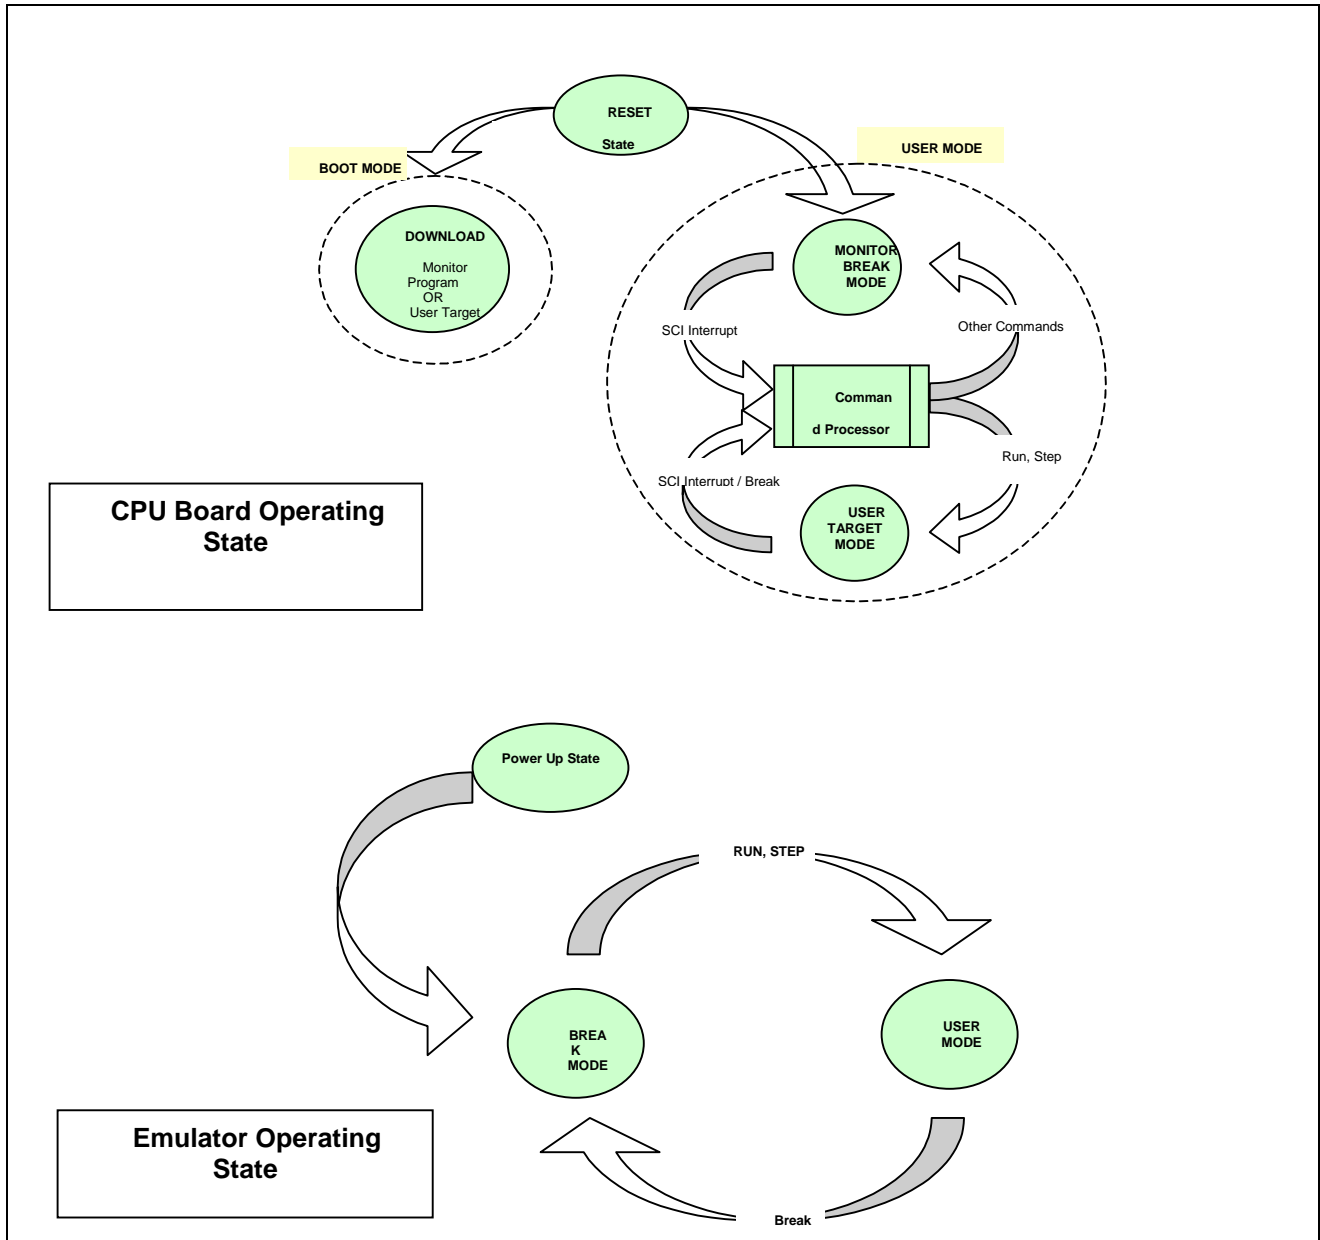 RESET
State
USER MODE
BOOT MODE
DOWNLOAD
Monitor
Program
OR
User Target
MONITOR
BREAK
MODE
SCI Interrupt
Other Commands
Comman
d Processor
SCI Interrupt / Break
Run, Step
USER
TARGET
MODE
CPU Board Operating
State
Power Up State
RUN, STEP
BREA
K
MODE
USER
MODE
Emulator Operating
State
Break